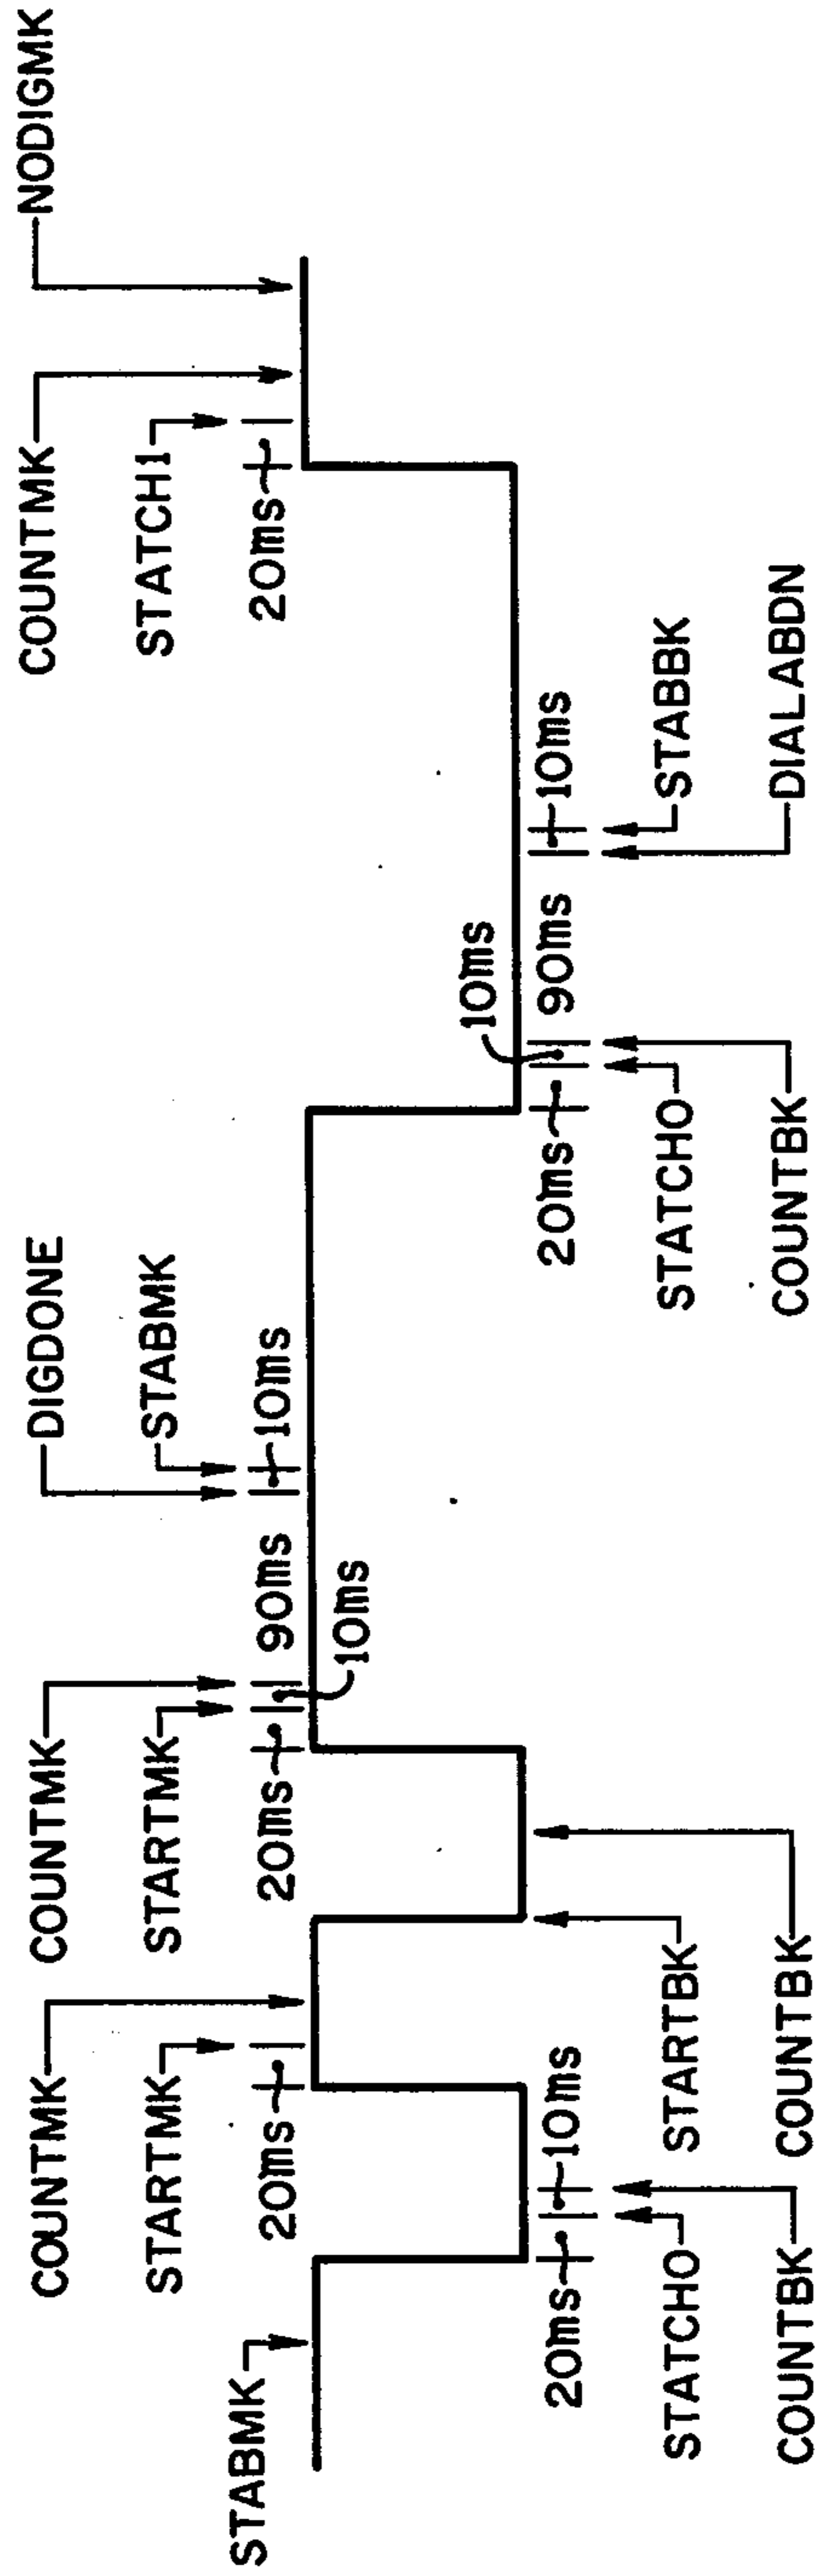 STABMK
COUNTMK
STARTMK
20ms
20ms
10ms
STATCHO
COUNTBK
STARTBK
COUNTBK
COUNTMK
STARTMK
20ms
90ms
10ms
DIGDONE
STABMK
10ms
20ms
10ms
90ms
10ms
STATCHO
COUNTBK
STABBK
DIALABDN
COUNTMK
STATCH1
20ms
NODIGMK